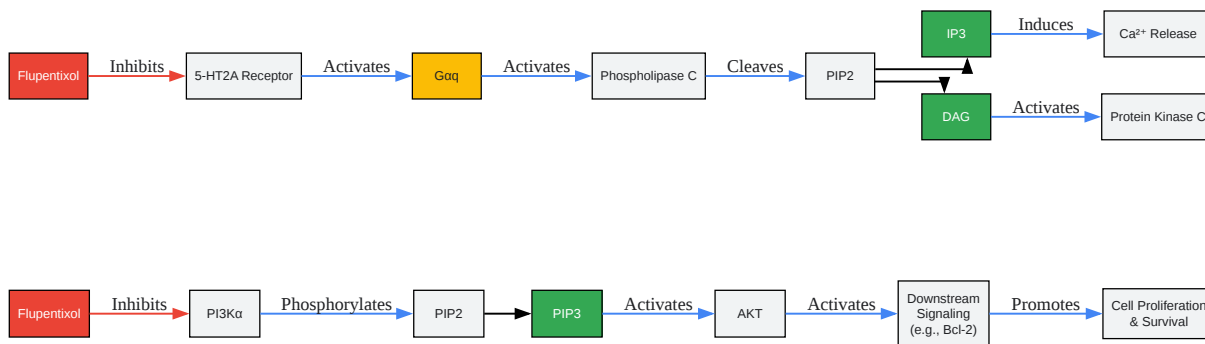 IP3
Induces
Ca²⁺ Release
Flupentixol
Inhibits
5-HT2A Receptor
Activates
Gαq
Activates
Phospholipase C
Cleaves
PIP2
DAG
Activates
Protein Kinase C
Flupentixol
Inhibits
PI3Kα
Phosphorylates
PIP2
PIP3
Activates
AKT
Activates
Downstream
Signaling
(e.g., Bcl-2)
Promotes
Cell Proliferation
& Survival